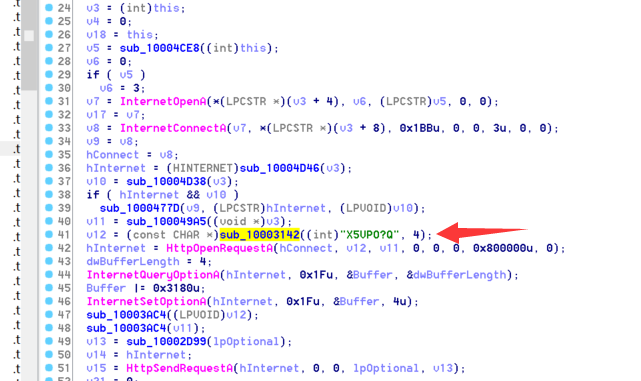 .t 24 v3 = (int)this;
25 v4 = 0;
.t 26 v18 = this;
27 v5 = sub_10004CE8((int)this);
28 v6 = 0;
.t 29 if ( v5 )
30 v6 = 3;
.t 31 v7 = InternetOpenA(*(LPCSTR *)(v3 + 4), v6, (LPCSTR)v5, 0, 0);
32 v17 = v7;
.t 33 v8 = InternetConnectA(v7, *(LPCSTR *)(v3 + 8), 0x1BBu, 0, 0, 3u, 0, 0);
34 v9 = v8;
.t 35 hConnect = v8;
.t 36 hInternet = (HINTERNET)sub_10004D46(v3);
37 v10 = sub_10004D38(v3);
.t 38 if ( hInternet && v10 )
39 sub_1000477D(v9, (LPCSTR)hInternet, (LPVOID)v10);
.t 40 v11 = sub_100049A5((void *)v3);
41 v12 = (const CHAR *)sub_10003142((int)"X5VPO?Q", 4);
.t 42 hInternet = HttpOpenRequestA(hConnect, v12, v11, 0, 0, 0, 0x800000u, 0);
43 dwBufferLength = 4;
.t 44 InternetQueryOptionA(hInternet, 0x1Fu, &Buffer, &dwBufferLength);
.t 45 Buffer |= 0x3180u;
46 InternetSetOptionA(hInternet, 0x1Fu, &Buffer, 4u);
.t 47 sub_10003AC4((LPVOID)v12);
48 sub_10003AC4(v11);
.t 49 v13 = sub_10002D99(lpOptional);
50 v14 = hInternet;
.t 51 v15 = HttpSendRequestA(hInternet, 0, 0, lpOptional, v13);